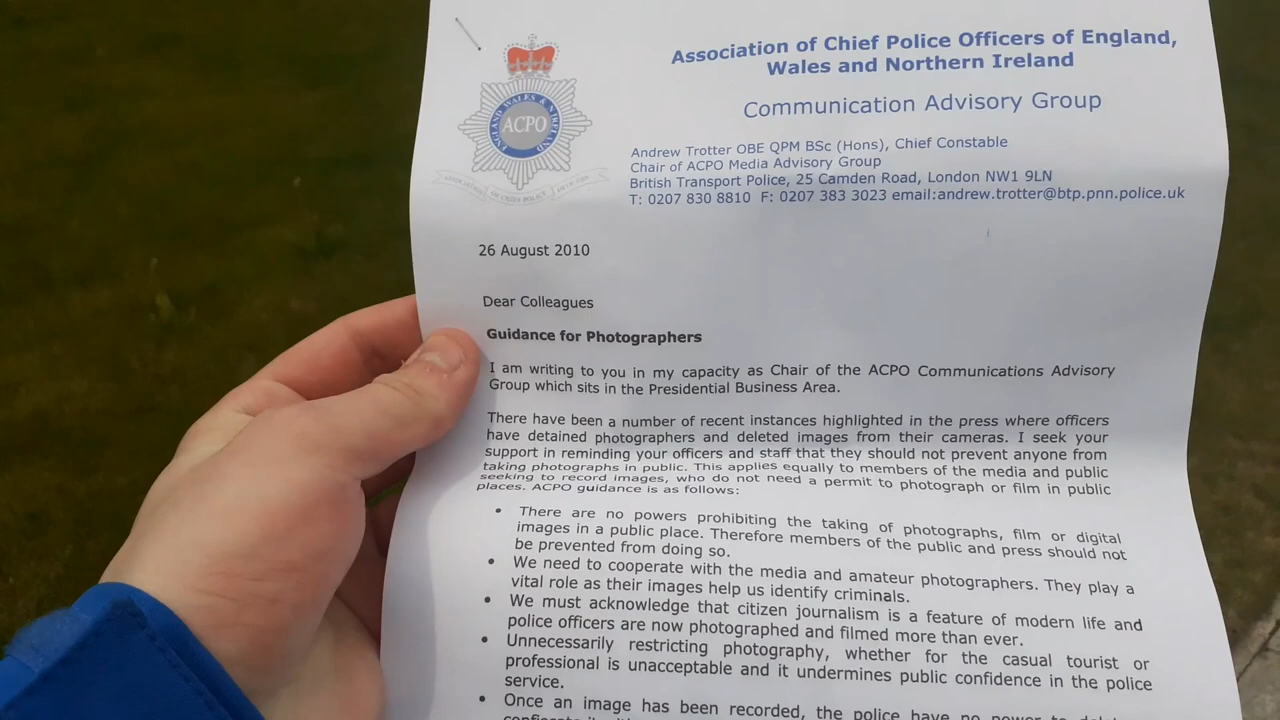 Association of Chief Police Officers of England,
Wales and Northern Ireland
Communication Advisory Group
ENGLAND, WALES & N'IRELAND
ACPO
Andrew Trotter OBE QPM BSc (Hons), Chief Constable
Chair of ACPO Media Advisory Group
British Transport Police, 25 Camden Road, London NW1 9LN
T: 0207 830 8810 F: 0207 383 3023 email:andrew.trotter@btp.pnn.police.uk
26 August 2010
Dear Colleagues
Guidance for Photographers
I am writing to you in my capacity as Chair of the ACPO Communications Advisory
Group which sits in the Presidential Business Area.
There have been a number of recent instances highlighted in the press where officers
have detained photographers and deleted images from their cameras. I seek your
support in reminding your officers and staff that they should not prevent anyone from
taking photographs in public. This applies equally to members of the media and public
seeking to record images, who do not need a permit to photograph or film in public
places. ACPO guidance is as follows:
• There are no powers prohibiting the taking of photographs, film or digital
images in a public place. Therefore members of the public and press should not
be prevented from doing so.
• We need to cooperate with the media and amateur photographers. They play a
vital role as their images help us identify criminals.
• We must acknowledge that citizen journalism is a feature of modern life and
police officers are now photographed and filmed more than ever.
• Unnecessarily restricting photography, whether for the casual tourist or
professional is unacceptable and it undermines public confidence in the police
service.
• Once an image has been recorded, the police have no power to